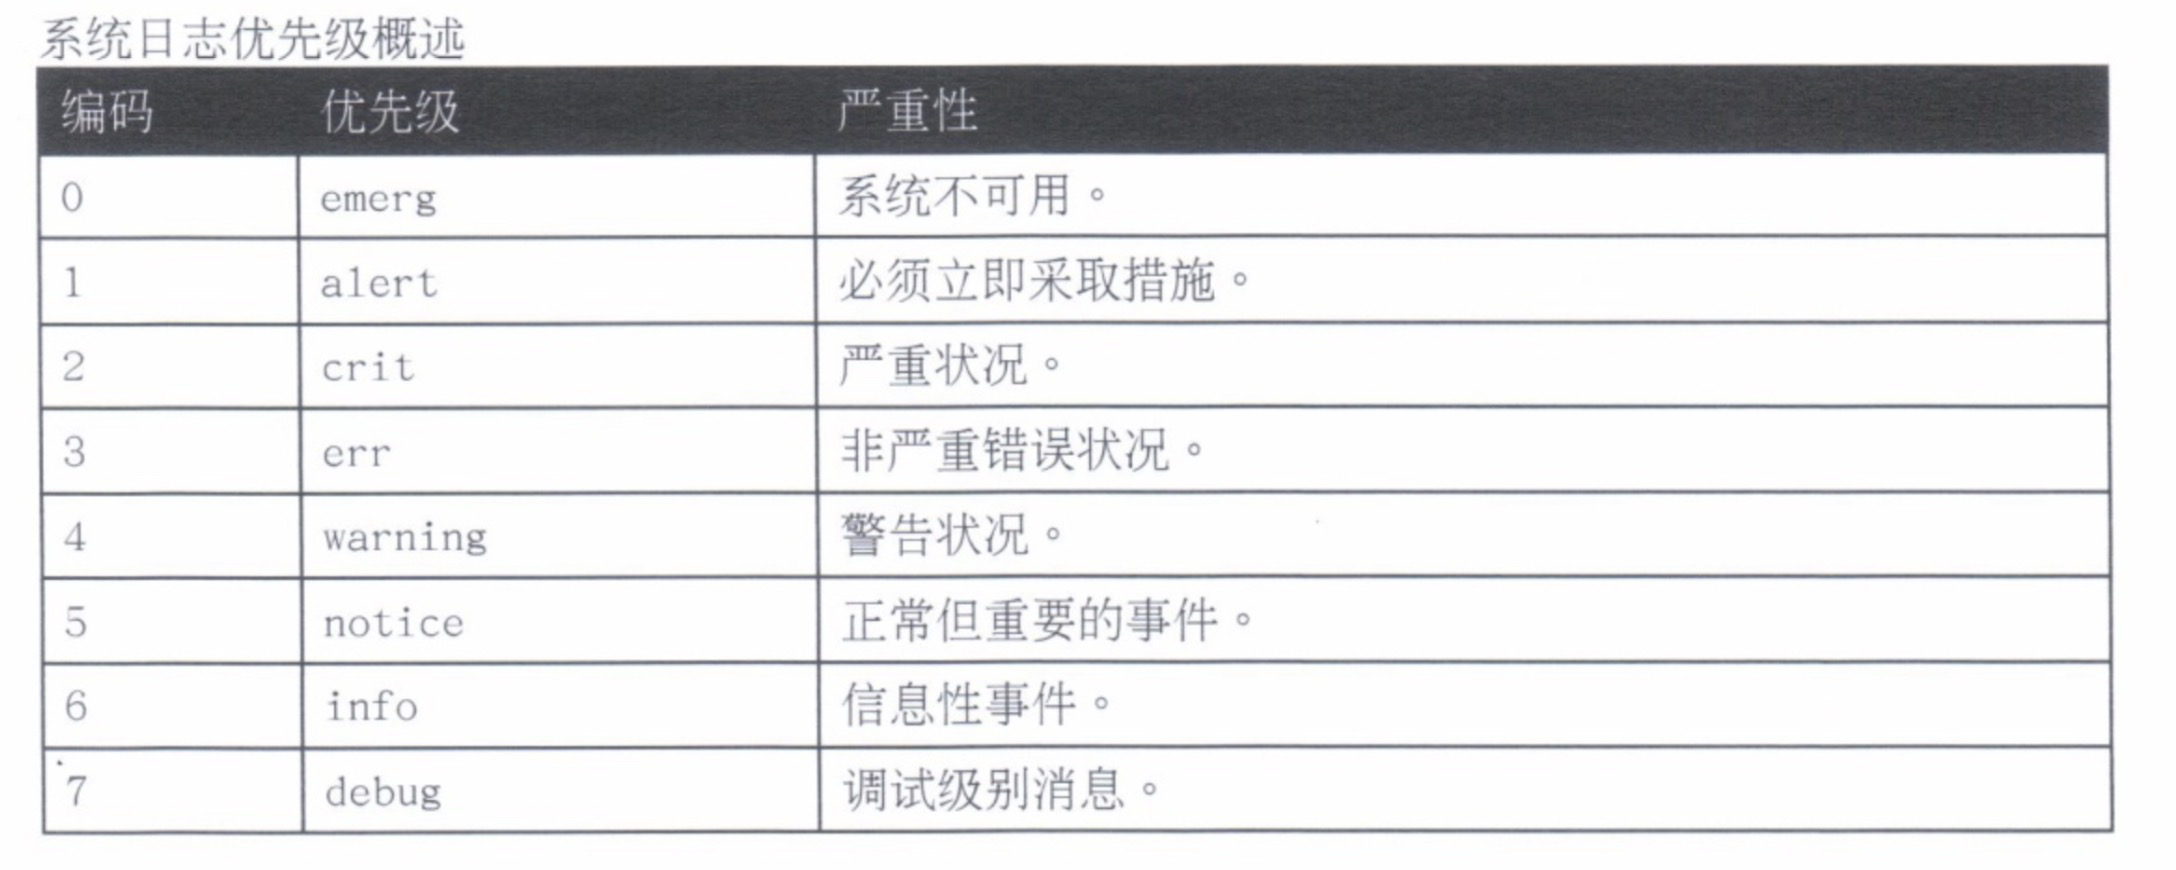 系统日志优先级概述
编码 优先级 严重性
0 emerg 系统不可用。
1 alert 必须立即采取措施。
2 crit 严重状况。
3 err 非严重错误状况。
4 warning 警告状况。
5 notice 正常但重要的事件。
6 info 信息性事件。
7 debug 调试级别消息。